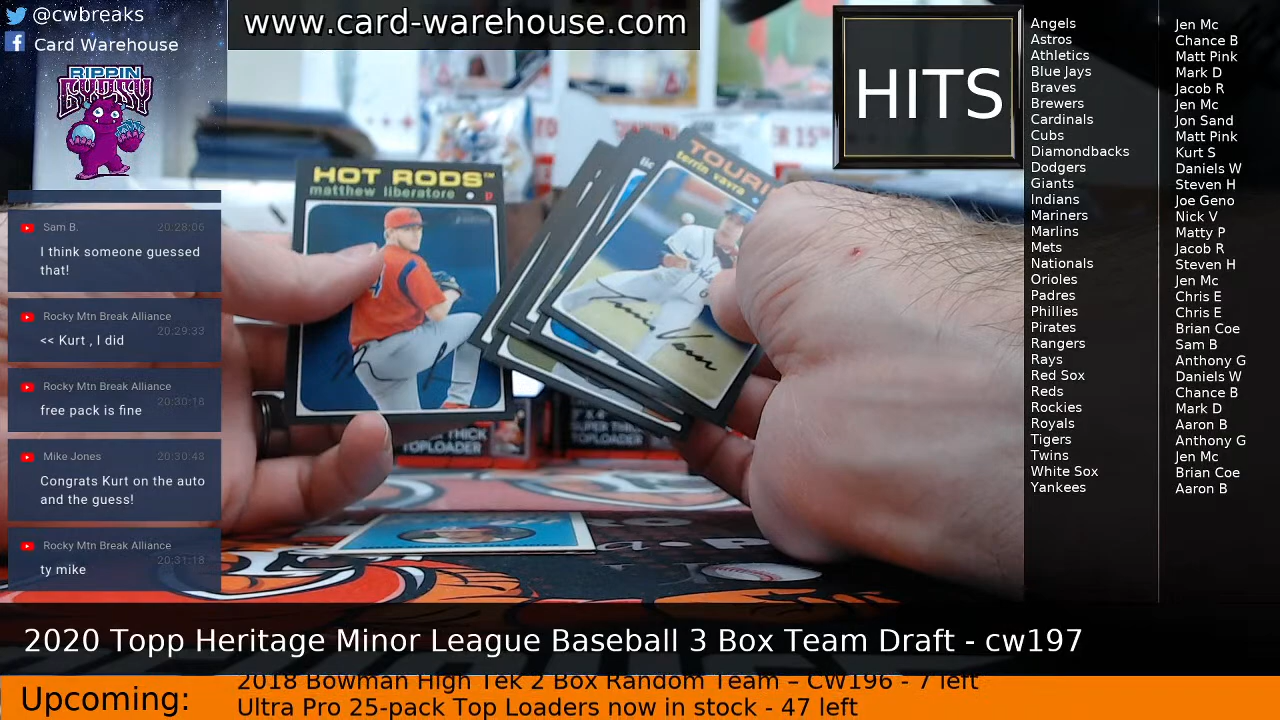 @cwbreaks
Card Warehouse
RIPPIN
GYPSY
www.card-warehouse.com
HITS
Sam B. 20:28:06
I think someone guessed
that!
Rocky Mtn Break Alliance
20:29:33
<< Kurt , I did
Rocky Mtn Break Alliance
20:30:18
free pack is fine
Mike Jones 20:30:48
Congrats Kurt on the auto
and the guess!
Rocky Mtn Break Alliance
20:31:18
ty mike
HOT RODS™
matthew liberatore • p
TOURI
terrin vavra
THICK
TOPLOADER
SUPER THICK
TOPLOADER
Angels Jen Mc
Astros Chance B
Athletics Matt Pink
Blue Jays Mark D
Braves Jacob R
Brewers Jen Mc
Cardinals Jon Sand
Cubs Matt Pink
Diamondbacks Kurt S
Dodgers Daniels W
Giants Steven H
Indians Joe Geno
Mariners Nick V
Marlins Matty P
Mets Jacob R
Nationals Steven H
Orioles Jen Mc
Padres Chris E
Phillies Chris E
Pirates Brian Coe
Rangers Sam B
Rays Anthony G
Red Sox Daniels W
Reds Chance B
Rockies Mark D
Royals Aaron B
Tigers Anthony G
Twins Jen Mc
White Sox Brian Coe
Yankees Aaron B
2020 Topp Heritage Minor League Baseball 3 Box Team Draft - cw197
Upcoming:
2018 Bowman High Tek 2 Box Random Team – CW196 - 7 left
Ultra Pro 25-pack Top Loaders now in stock - 47 left